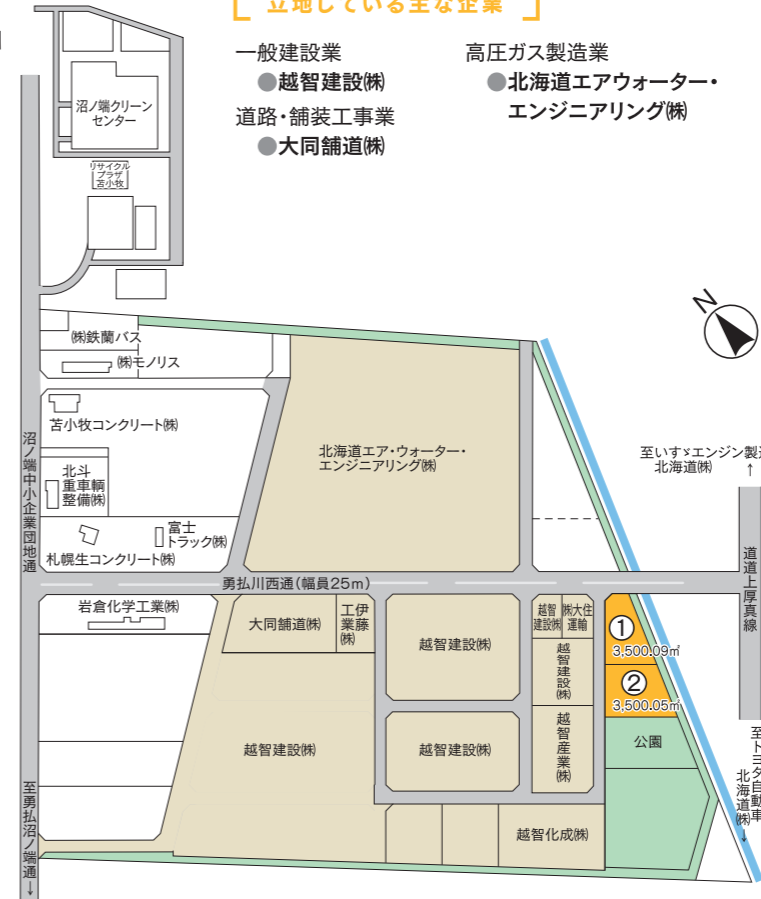 立地している主な企業
一般建設業
●越智建設㈱
道路・舗装工事業
●大同舗道㈱
高圧ガス製造業
●北海道エアウォーター・
エンジニアリング㈱
沼ノ端クリーン
センター
リサイクル
プラザ
苫小牧
N
㈱鉄蘭バス
㈱モノリス
苫小牧コンクリート㈱
北斗
重車輌
整備㈱
富士
トラック㈱
札幌生コンクリート㈱
沼ノ端中小企業団地通
北海道エア・ウォーター・
エンジニアリング㈱
至いすゞエンジン製造
北海道㈱
↑
道道上厚真線
勇払川西通(幅員25m)
岩倉化学工業㈱
大同舗道㈱
工伊
業藤
㈱
越智建設㈱
越智
建設㈱
㈱大住
運輸
越智建設㈱
①
3,500.09㎡
②
3,500.05㎡
越智建設㈱
越智建設㈱
越智産業㈱
公園
至トヨタ自動車
北海道㈱↓
越智化成㈱
至勇払沼ノ端通↓